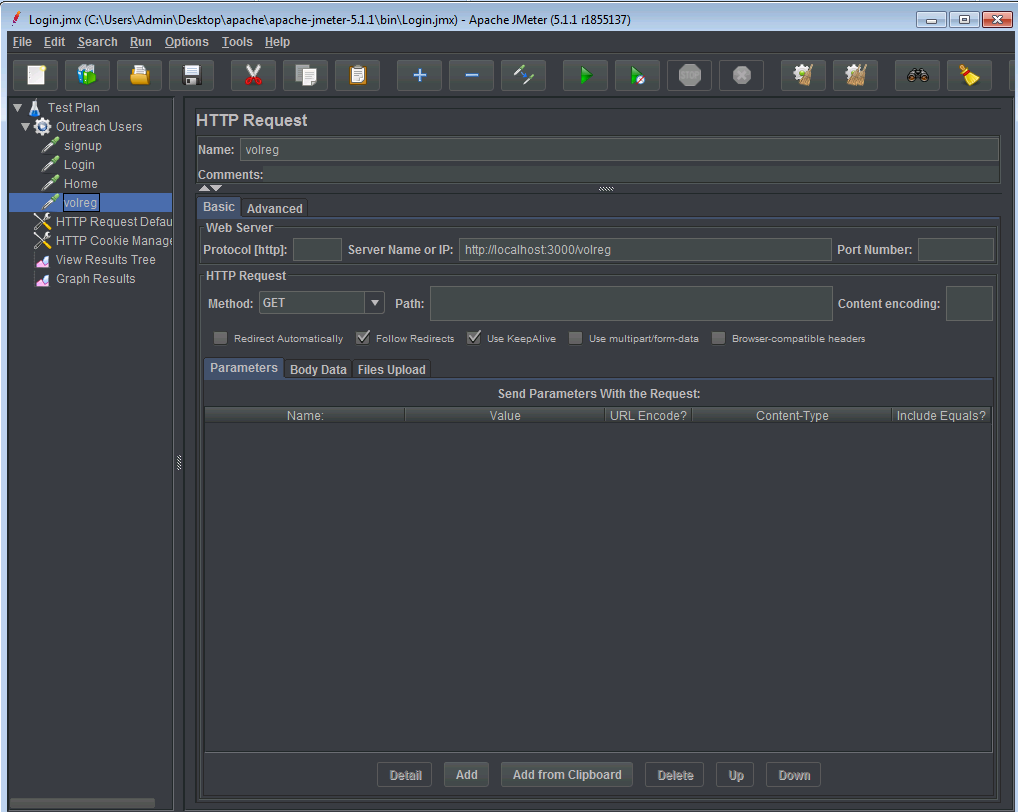 Login.jmx (C:\Users\Admin\Desktop\apache\apache-jmeter-5.1.1\bin\Login.jmx) - Apache JMeter (5.1.1 r1855137)
File Edit Search Run Options Tools Help
STOP
Test Plan
Outreach Users
signup
Login
Home
volreg
HTTP Request Defau
HTTP Cookie Manage
View Results Tree
Graph Results
HTTP Request
Name: volreg
Comments:
Basic Advanced
Web Server
Protocol [http]: Server Name or IP: http://localhost:3000/volreg Port Number:
HTTP Request
Method: GET Path: Content encoding:
Redirect Automatically Follow Redirects Use KeepAlive Use multipart/form-data Browser-compatible headers
Parameters Body Data Files Upload
Send Parameters With the Request:
Name: Value URL Encode? Content-Type Include Equals?
Detail Add Add from Clipboard Delete Up Down